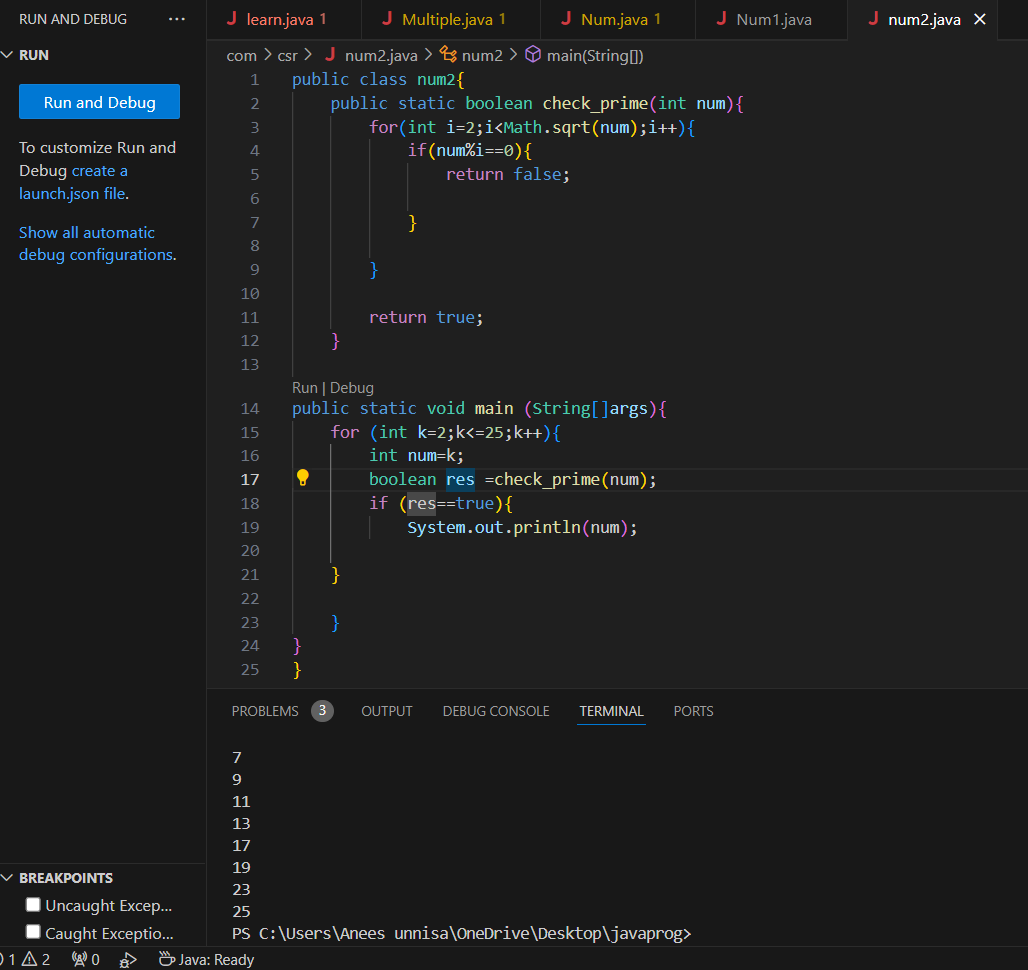 RUN AND DEBUG ···
learn.java 1 Multiple.java 1 Num.java 1 Num1.java num2.java
RUN
com > csr > num2.java > num2 > main(String[])
Run and Debug
To customize Run and
Debug create a
launch.json file.
Show all automatic
debug configurations.
1 public class num2{
2 public static boolean check_prime(int num){
3 for(int i=2;i<Math.sqrt(num);i++){
4 if(num%i==0){
5 return false;
6
7 }
8
9 }
10
11 return true;
12 }
13
Run | Debug
14 public static void main (String[]args){
15 for (int k=2;k<=25;k++){
16 int num=k;
17 boolean res =check_prime(num);
18 if (res==true){
19 System.out.println(num);
20
21 }
22
23 }
24 }
25 }
PROBLEMS 3 OUTPUT DEBUG CONSOLE TERMINAL PORTS
7
9
11
13
17
19
23
25
PS C:\Users\Anees unnisa\OneDrive\Desktop\javaprog>
BREAKPOINTS
Uncaught Excep...
Caught Exceptio...
1 2 0 Java: Ready